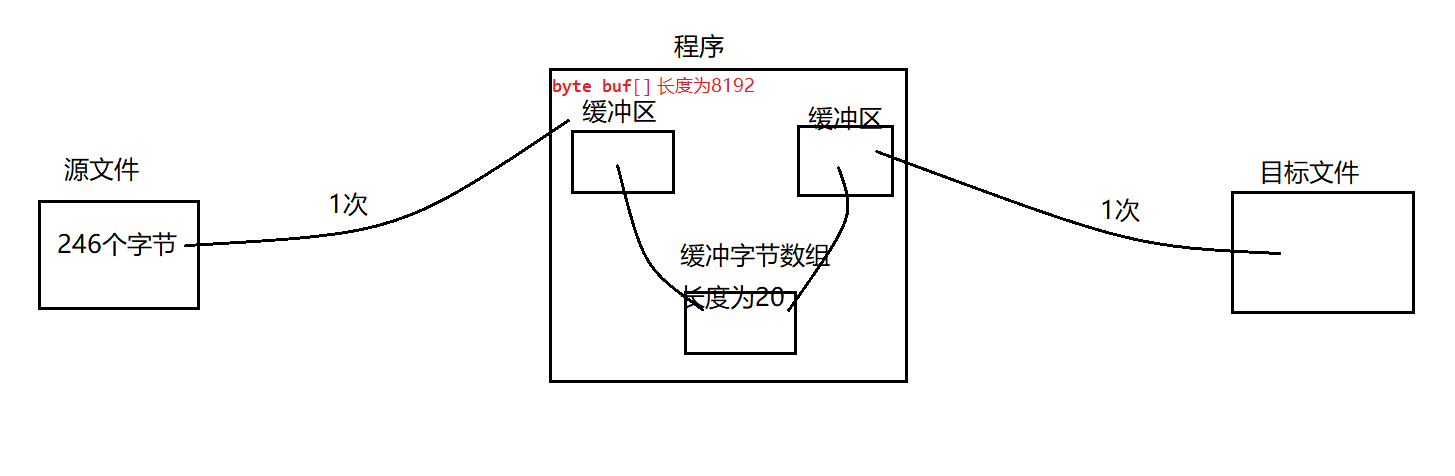 程序
byte buf[] 长度为8192
缓冲区
缓冲区
源文件
目标文件
1次
1次
246个字节
缓冲字节数组
长度为20